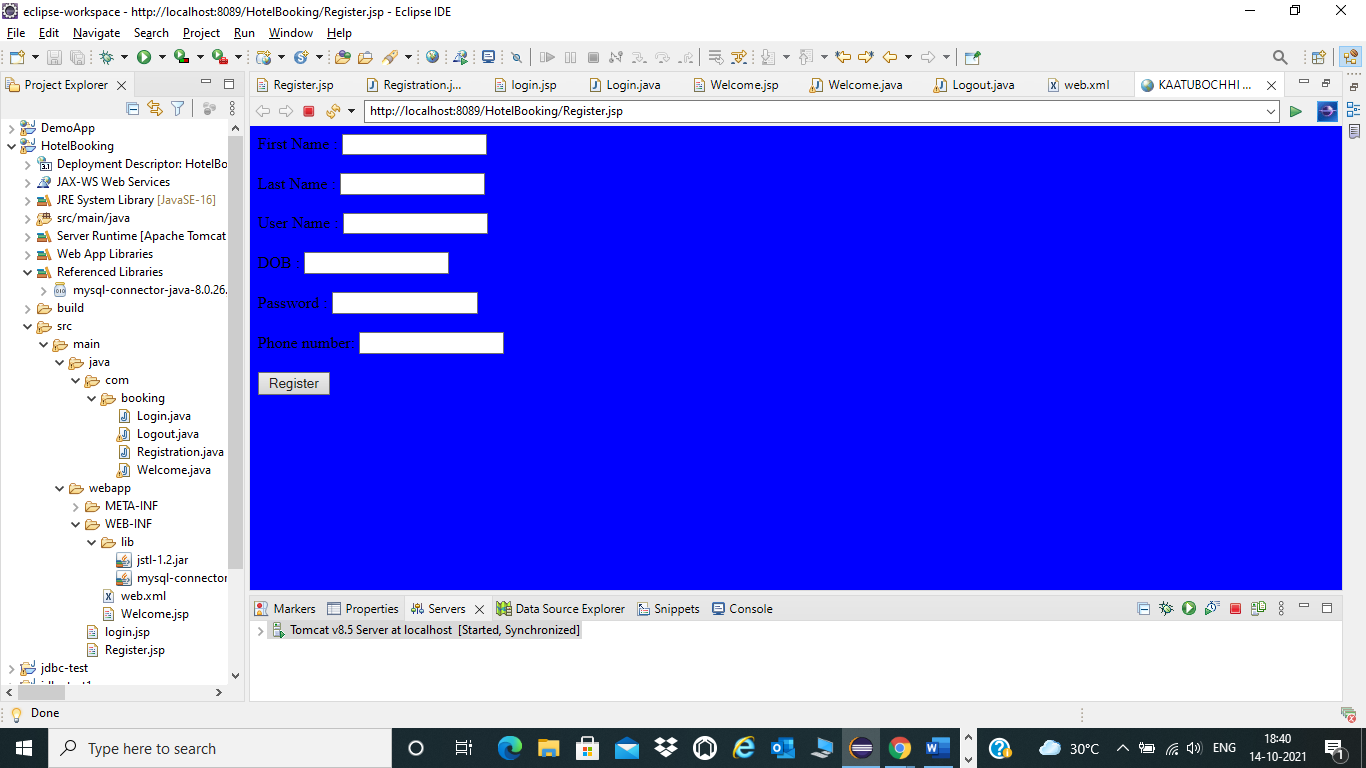 eclipse-workspace - http://localhost:8089/HotelBooking/Register.jsp - Eclipse IDE
File Edit Navigate Search Project Run Window Help
Project Explorer
Register.jsp Registration.j... login.jsp Login.java Welcome.jsp Welcome.java Logout.java web.xml KAATUBOCHHI ...
http://localhost:8089/HotelBooking/Register.jsp
DemoApp
HotelBooking
Deployment Descriptor: HotelBo
JAX-WS Web Services
JRE System Library [JavaSE-16]
src/main/java
Server Runtime [Apache Tomcat
Web App Libraries
Referenced Libraries
mysql-connector-java-8.0.26.
build
src
main
java
com
booking
Login.java
Logout.java
Registration.java
Welcome.java
webapp
META-INF
WEB-INF
lib
jstl-1.2.jar
mysql-connector
web.xml
Welcome.jsp
login.jsp
Register.jsp
jdbc-test
First Name :
Last Name :
User Name :
DOB :
Password :
Phone number:
Register
Markers Properties Servers Data Source Explorer Snippets Console
Tomcat v8.5 Server at localhost [Started, Synchronized]
Done
Type here to search
30°C ENG 18:40
14-10-2021
1